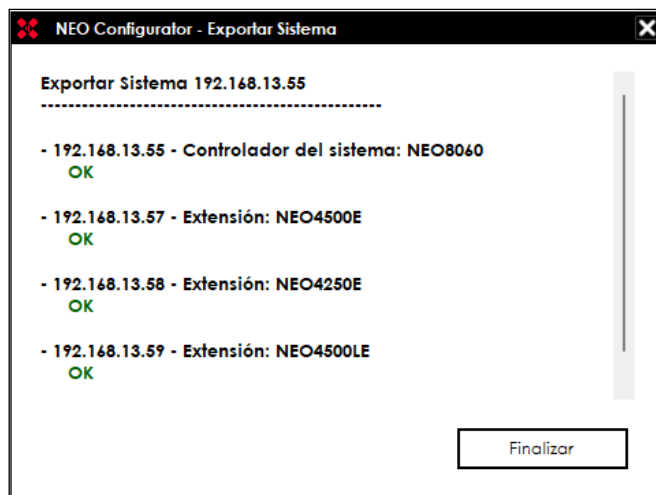 NEO Configurator - Exportar Sistema
Exportar Sistema 192.168.13.55
--------------------------------------------------
- 192.168.13.55 - Controlador del sistema: NEO8060
OK
- 192.168.13.57 - Extensión: NEO4500E
OK
- 192.168.13.58 - Extensión: NEO4250E
OK
- 192.168.13.59 - Extensión: NEO4500LE
OK
Finalizar